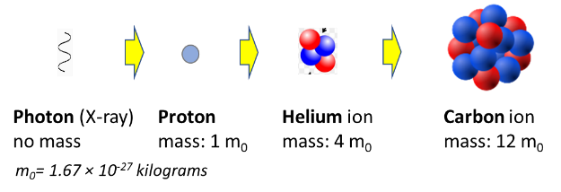 Photon (X-ray) Proton Helium ion Carbon ion
no mass mass: 1 m₀ mass: 4 m₀ mass: 12 m₀
m₀= 1.67 × 10⁻²⁷ kilograms